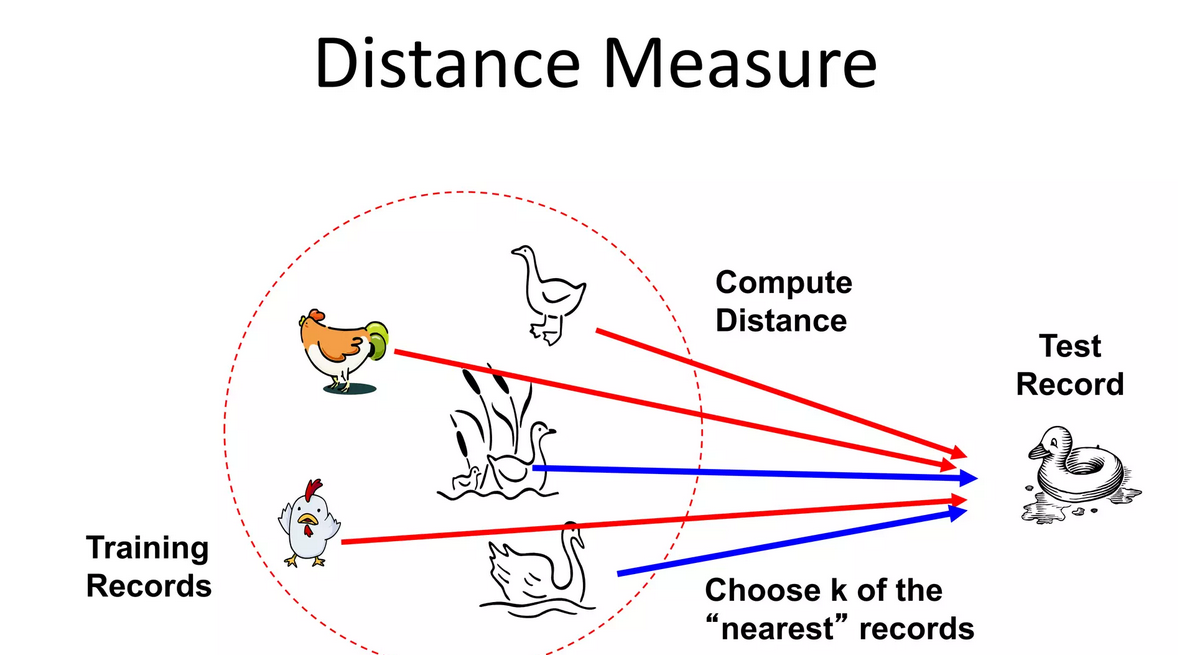 Distance Measure
Compute
Distance
Test
Record
Training
Records
Choose k of the
“nearest” records